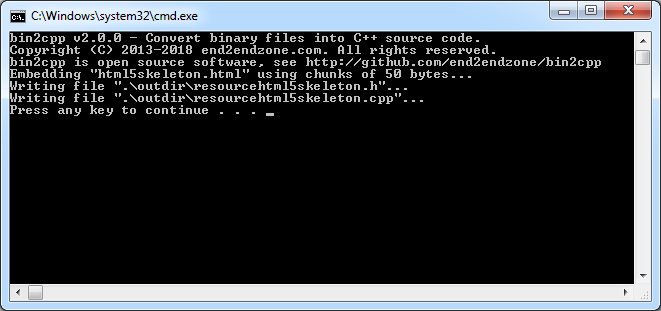 C:\Windows\system32\cmd.exe
bin2cpp v2.0.0 - Convert binary files into C++ source code.
Copyright (C) 2013-2018 end2endzone.com. All rights reserved.
bin2cpp is open source software, see http://github.com/end2endzone/bin2cpp
Embedding "html5skeleton.html" using chunks of 50 bytes...
Writing file ".\outdir\resourcehtml5skeleton.h"...
Writing file ".\outdir\resourcehtml5skeleton.cpp"...
Press any key to continue . . . _